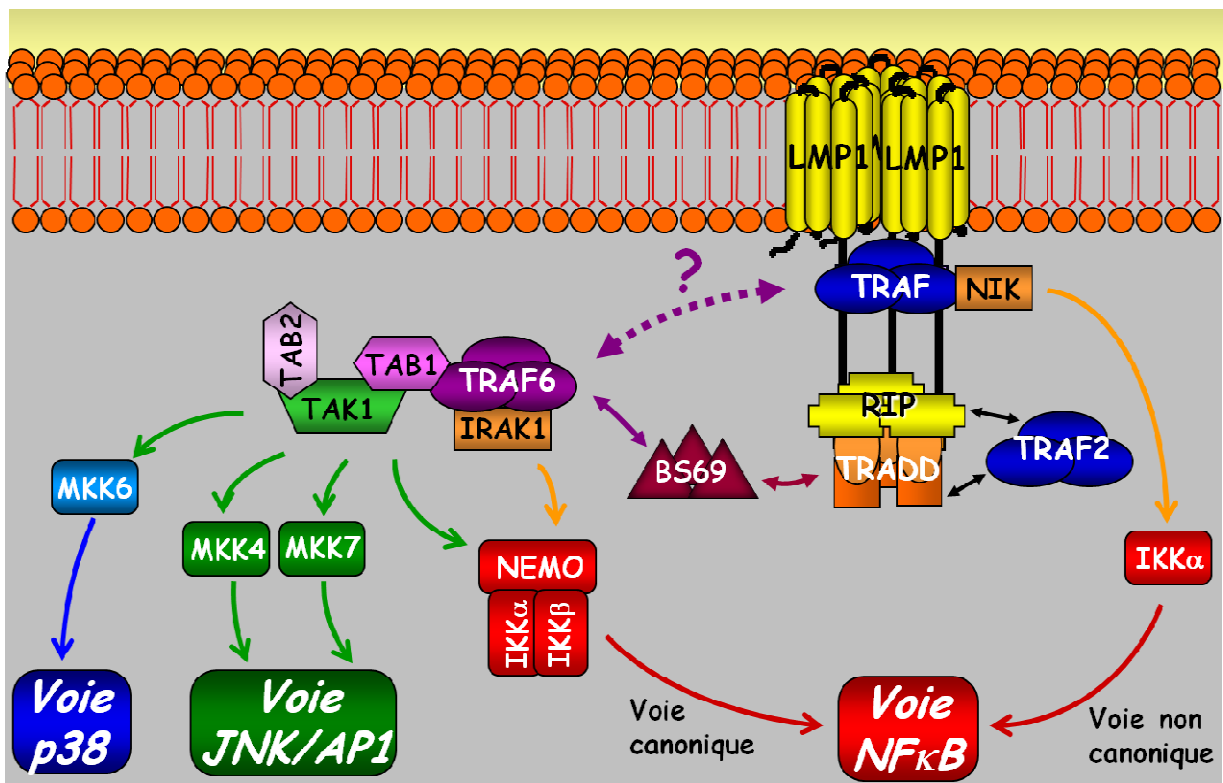 LMP1
LMP1
?
TRAF
NIK
TAB2
TAB1
TRAF6
TAK1
IRAK1
RIP
TRAF2
BS69
TRADD
MKK6
MKK4
MKK7
NEMO
IKKα
IKKα
IKKβ
Voie
p38
Voie
JNK/AP1
Voie
canonique
Voie
NFκB
Voie non
canonique